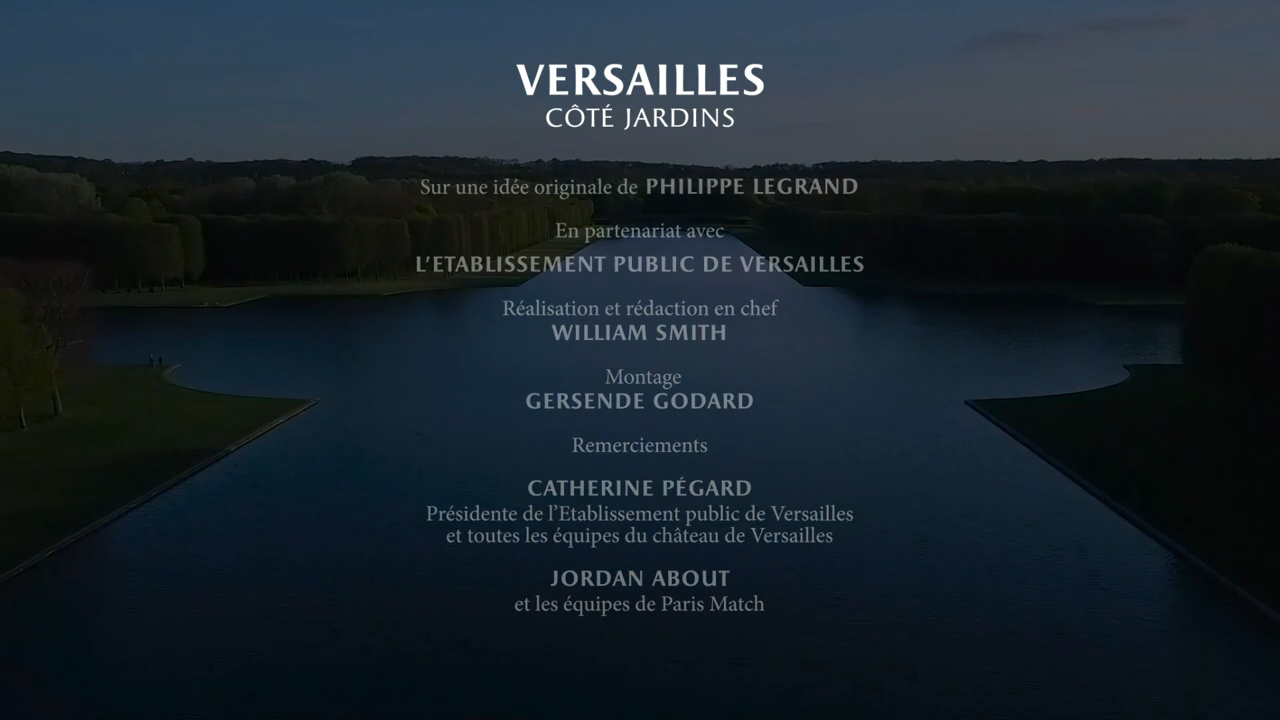 VERSAILLES
CÔTÉ JARDINS
Sur une idée originale de PHILIPPE LEGRAND
En partenariat avec
L'ETABLISSEMENT PUBLIC DE VERSAILLES
Réalisation et rédaction en chef
WILLIAM SMITH
Montage
GERSENDE GODARD
Remerciements
CATHERINE PÉGARD
Présidente de l'Etablissement public de Versailles
et toutes les équipes du château de Versailles
JORDAN ABOUT
et les équipes de Paris Match